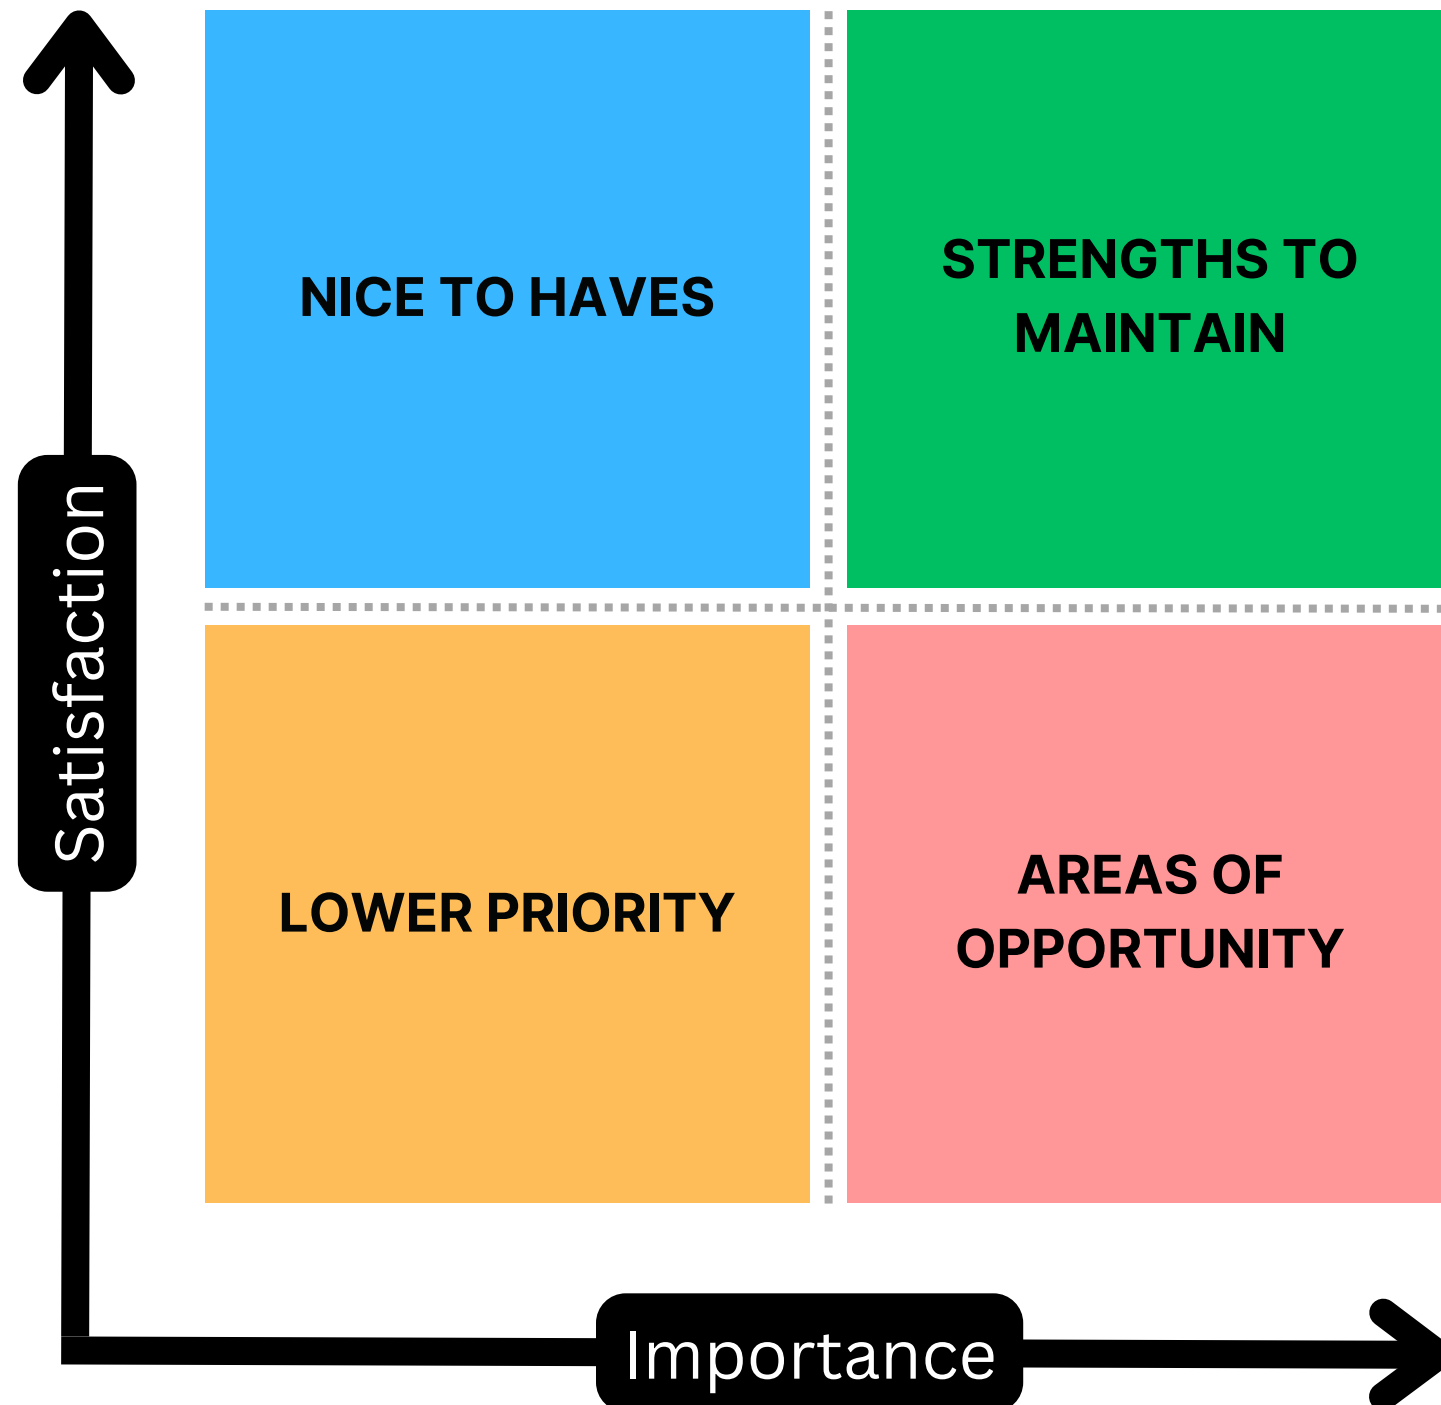 NICE TO HAVES
STRENGTHS TO
MAINTAIN
Satisfaction
LOWER PRIORITY
AREAS OF
OPPORTUNITY
Importance